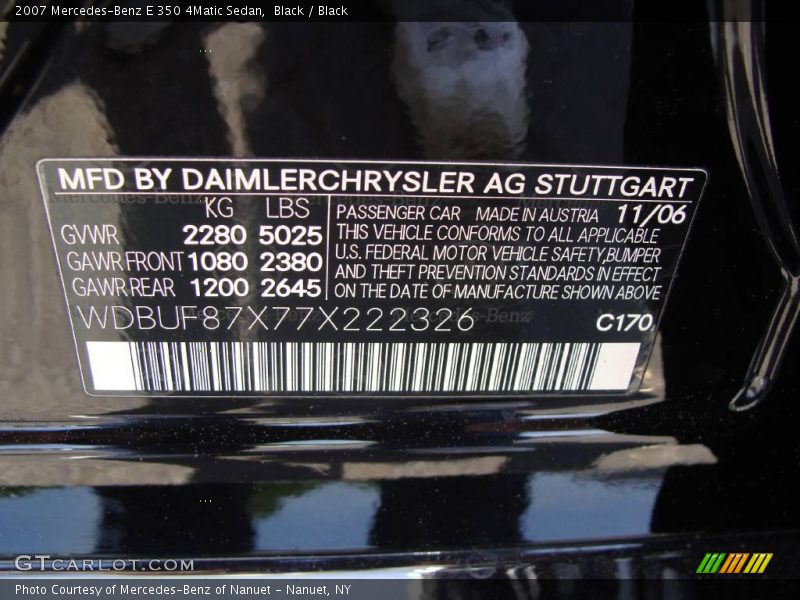 2007 Mercedes-Benz E 350 4Matic Sedan,  Black / Black
MFD BY DAIMLERCHRYSLER AG STUTTGART
KG LBS
GVWR 2280 5025
GAWR FRONT 1080 2380
GAWR REAR 1200 2645
PASSENGER CAR MADE IN AUSTRIA 11/06
THIS VEHICLE CONFORMS TO ALL APPLICABLE
U.S. FEDERAL MOTOR VEHICLE SAFETY,BUMPER
AND THEFT PREVENTION STANDARDS IN EFFECT
ON THE DATE OF MANUFACTURE SHOWN ABOVE
WDBUF87X77X222326 C170
GTCARLOT.COM
Photo Courtesy of Mercedes-Benz of Nanuet - Nanuet, NY